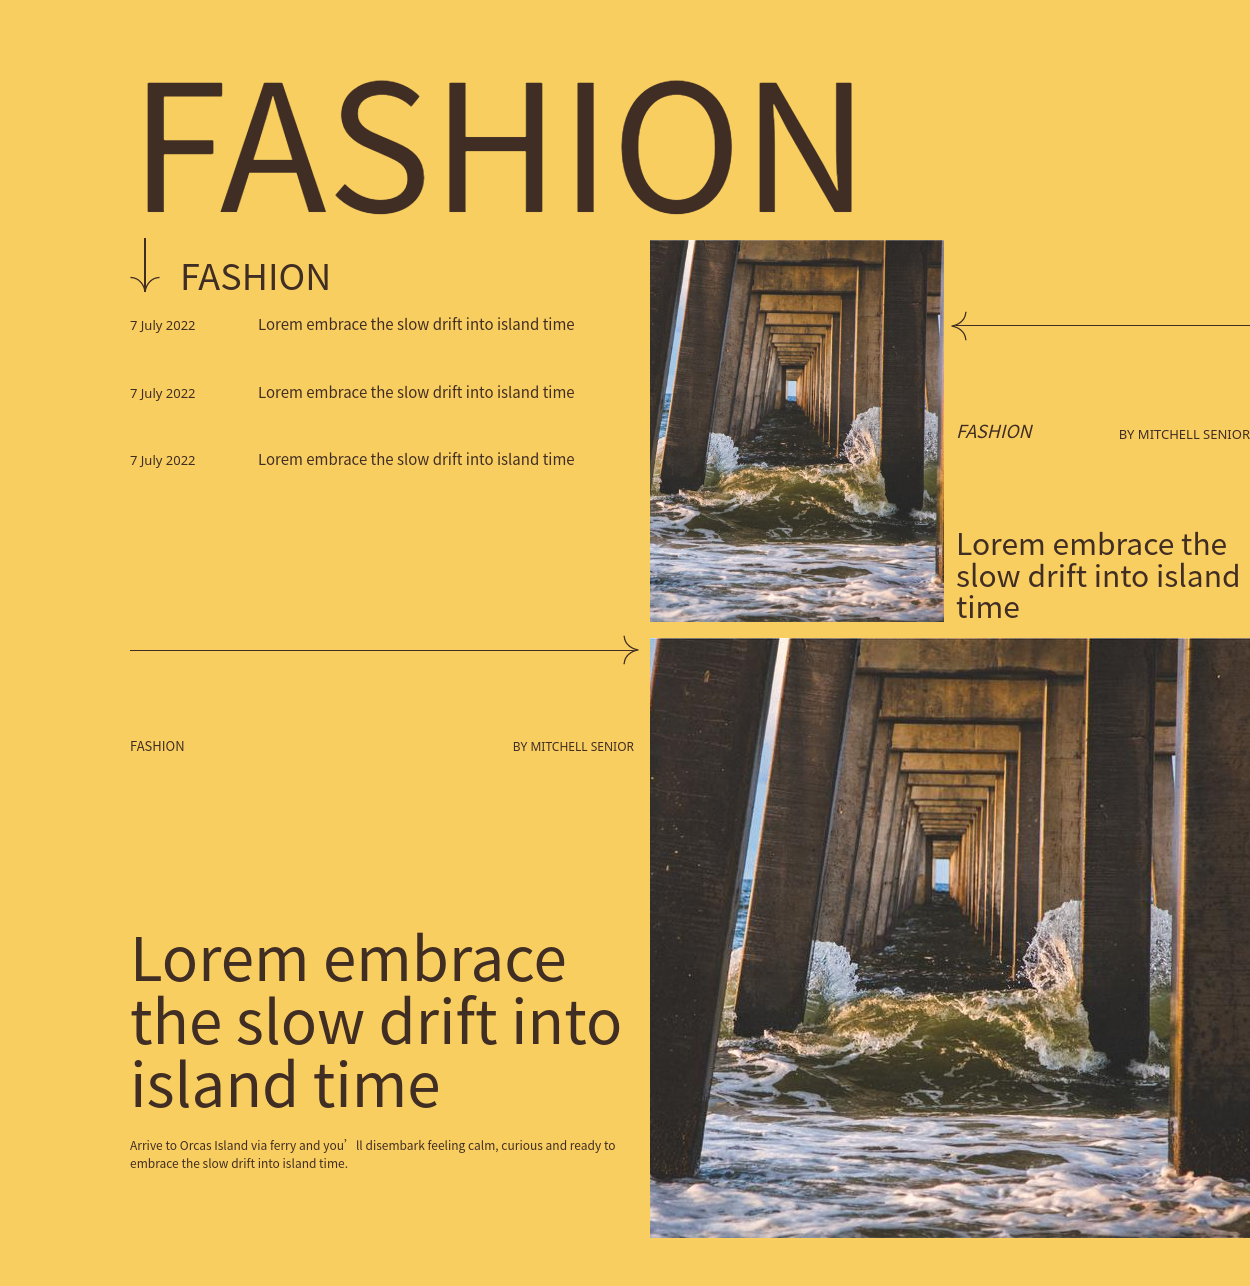 FASHION
FASHION
7 July 2022 Lorem embrace the slow drift into island time
7 July 2022 Lorem embrace the slow drift into island time
7 July 2022 Lorem embrace the slow drift into island time
FASHION BY MITCHELL SENIOR
Lorem embrace the
slow drift into island
time
FASHION BY MITCHELL SENIOR
Lorem embrace
the slow drift into
island time
Arrive to Orcas Island via ferry and you’ll disembark feeling calm, curious and ready to
embrace the slow drift into island time.